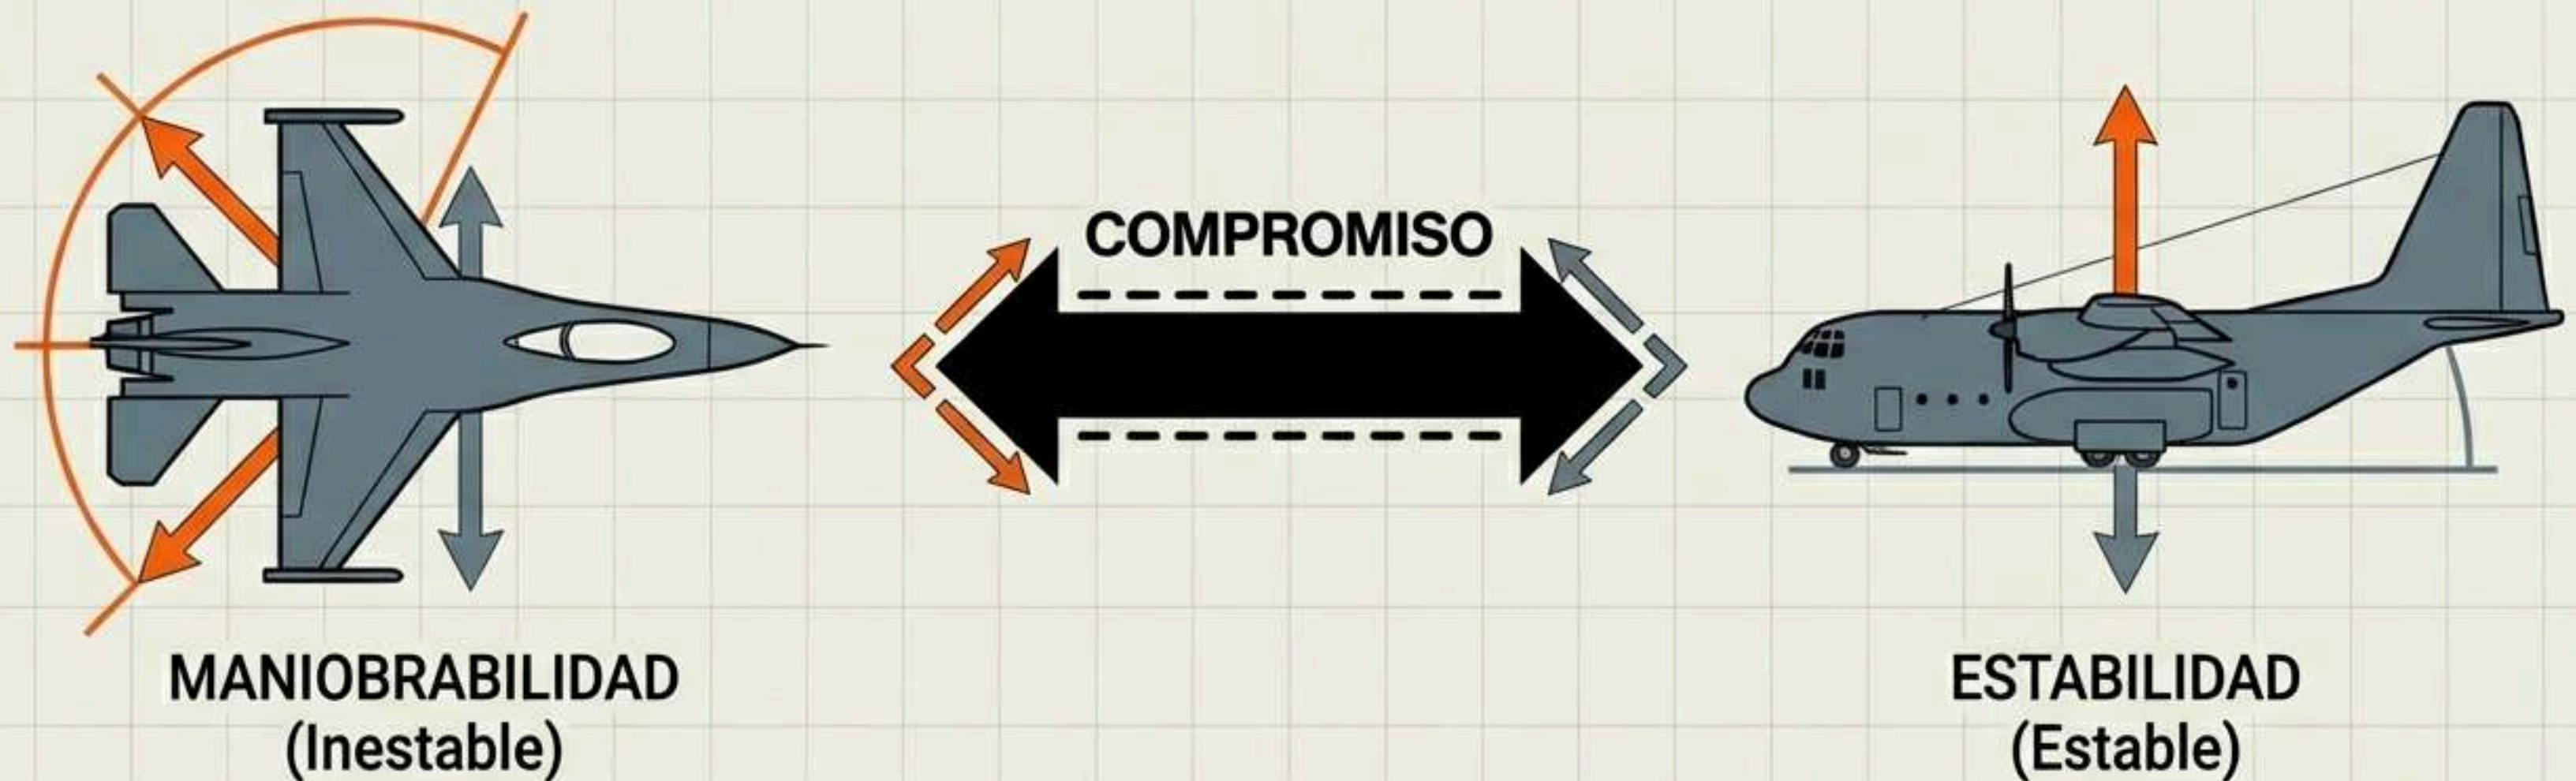 COMPROMISO
MANIOBRABILIDAD
(Inestable)
ESTABILIDAD
(Estable)